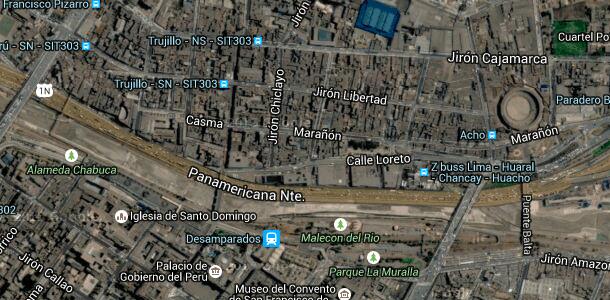 Francisco Pizarro
Jirón
Cuartel Po
Trujillo - NS - SIT303
rú - SN - SIT303
Jirón Cajamarca
Trujillo - SN - SIT303
1N
Jirón Chiclayo
Jirón Libertad
Paradero B
Casma
Marañón
Acho
Marañón
Calle Loreto
Alameda Chabuca
Z buss Lima - Huaral
- Chancay - Huacho
Panamericana Nte.
302
Iglesia de Santo Domingo
Puente Balta
Desamparados
Malecon del Rio
Jirón Callao
Palacio de
Gobierno del Perú
Parque La Muralla
Jirón Amazon
Museo del Convento
de San Francisco de